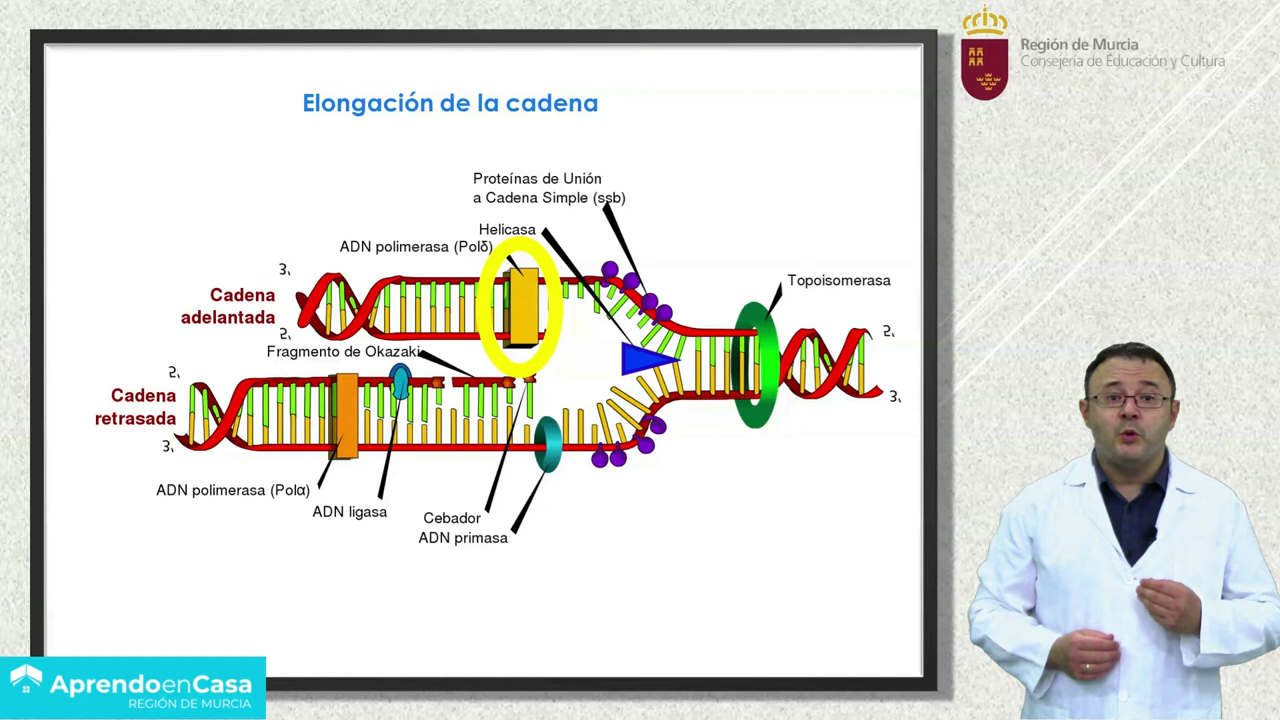 Región de Murcia
Consejería de Educación y Cultura
Elongación de la cadena
Proteínas de Unión
a Cadena Simple (ssb)
Helicasa
ADN polimerasa (Polδ)
Topoisomerasa
3,
Cadena
adelantada
2,
2,
Fragmento de Okazaki
2,
Cadena
retrasada
3,
3,
ADN polimerasa (Polα)
ADN ligasa
Cebador
ADN primasa
AprendoenCasa
REGIÓN DE MURCIA